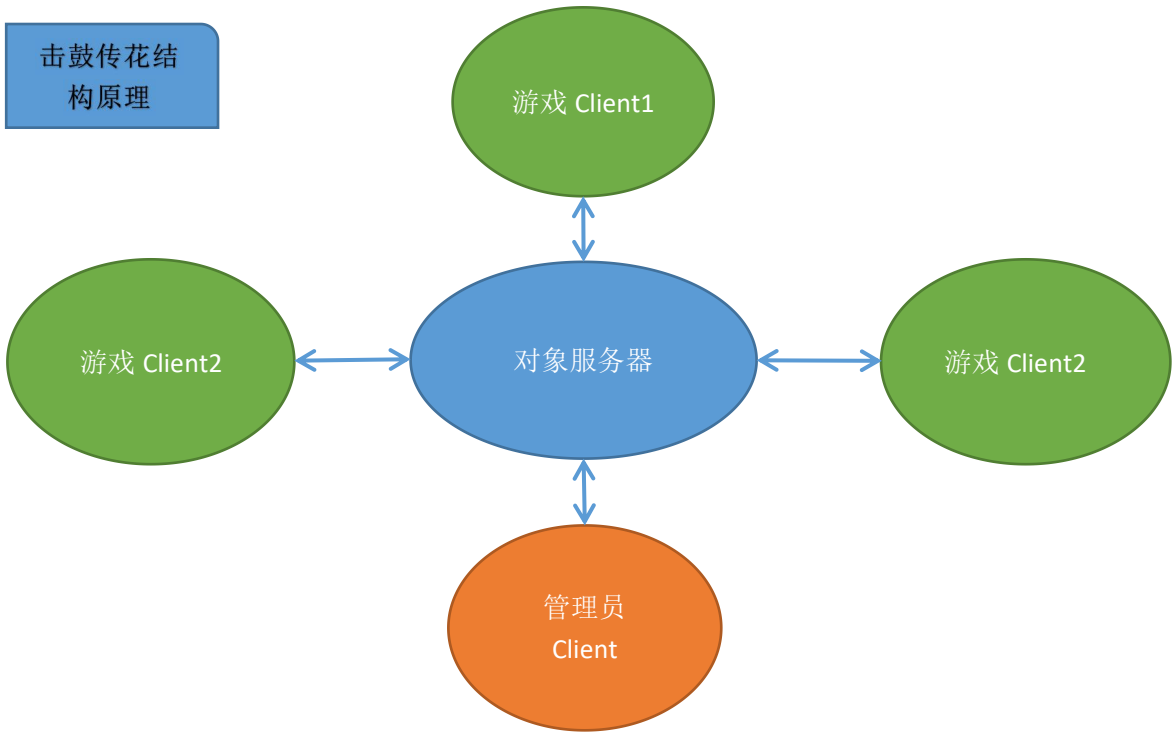 击鼓传花结
构原理
游戏 Client1
游戏 Client2
对象服务器
游戏 Client2
管理员
Client